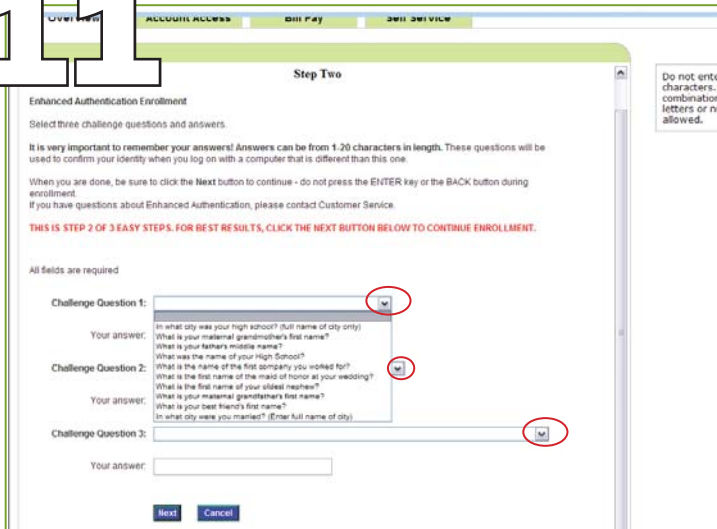 11
Overview Account Access Bill Pay Self Service
Step Two
Do not ente
characters.
combination
letters or n
allowed.
Enhanced Authentication Enrollment
Select three challenge questions and answers.
It is very important to remember your answers! Answers can be from 1-20 characters in length. These questions will be
used to confirm your identity when you log on with a computer that is different than this one.
When you are done, be sure to click the Next button to continue - do not press the ENTER key or the BACK button during
enrollment.
If you have questions about Enhanced Authentication, please contact Customer Service.
THIS IS STEP 2 OF 3 EASY STEPS. FOR BEST RESULTS, CLICK THE NEXT BUTTON BELOW TO CONTINUE ENROLLMENT.
All fields are required
Challenge Question 1:
In what city was your high school? (full name of city only)
Your answer: What is your maternal grandmother's first name?
What is your father's middle name?
What was the name of your High School?
Challenge Question 2: What is the name of the first company you worked for?
What is the first name of the maid of honor at your wedding?
What is the first name of your oldest nephew?
Your answer: What is your maternal grandfather's first name?
What is your best friend's first name?
In what city were you married? (Enter full name of city)
Challenge Question 3:
Your answer:
Next Cancel